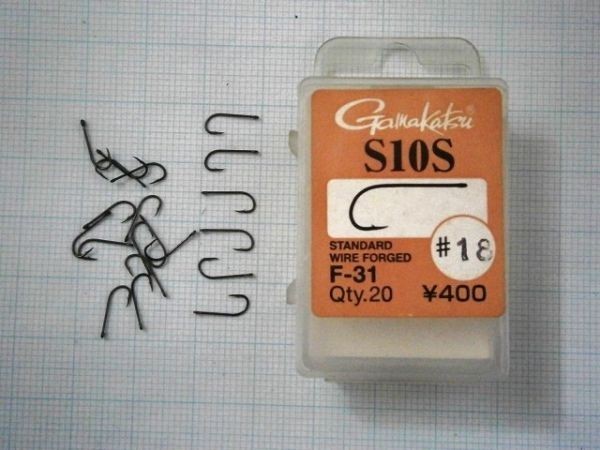 Gamakatsu®
S10S
STANDARD
WIRE FORGED
#18
F-31
Qty.20 ¥400